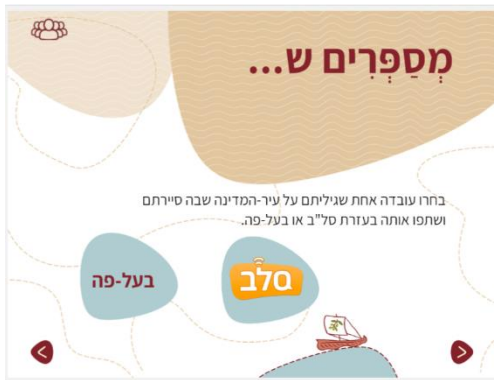 מְסַפְּרִים ש...
בחרו עובדה אחת שגיליתם על עיר-המדינה שבה סיירתם
ושתפו אותה בעזרת סל"ב או בעל-פה.
סלב
בעל-פה